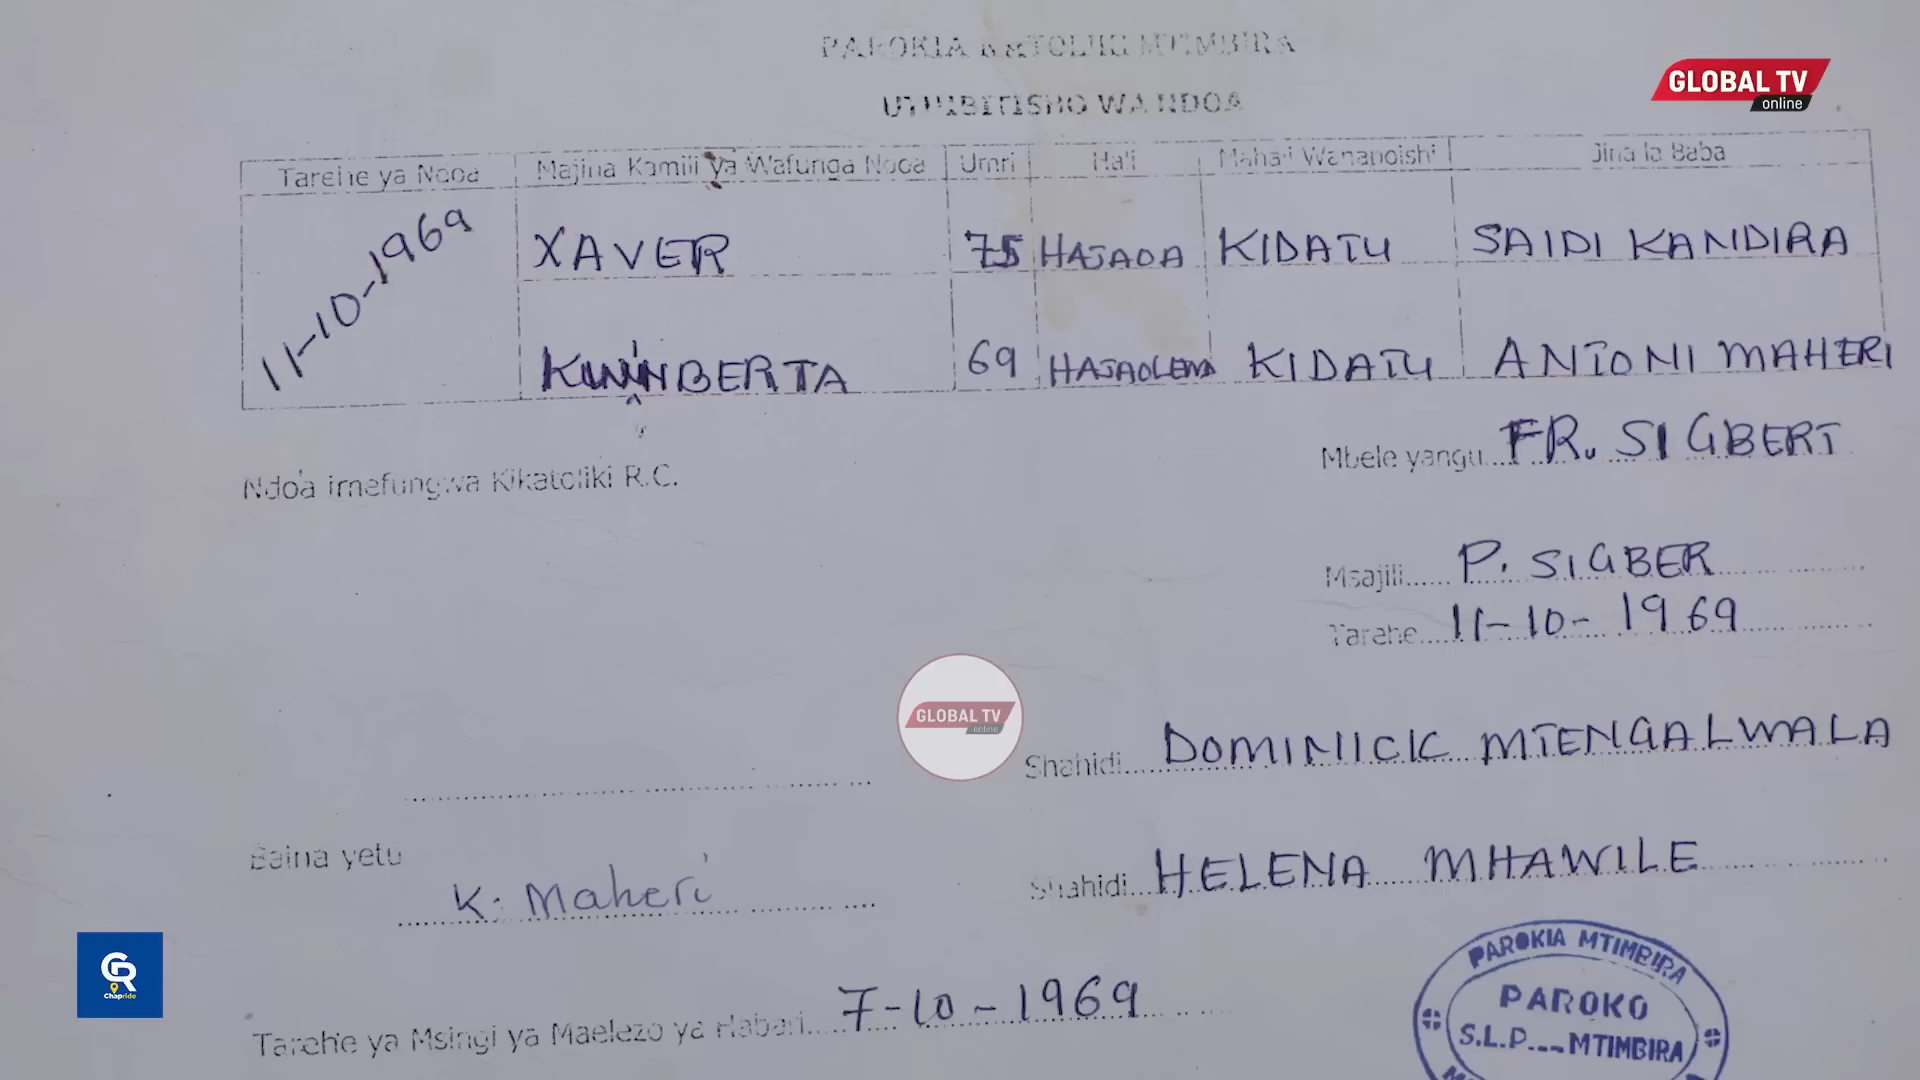 PAROKIA KATOLIKI MTIMBIRA
GLOBAL TV
online
UTHIBITISHO WA NDOA
Tarehe ya Ndoa Majina Kamili ya Wafunga Ndoa Umri Hali Mahali Wanapoishi Jina la Baba
11-10-1969
XAVER 75 HAJAOA KIDATU SAIDI KANDIRA
69 HAJAOLEWA KIDATU ANTONI MAHERI
Mbele yangu FR. SIGBERT
Ndoa imefungwa Kikatoliki R.C.
Msajili P. SIGBER
Tarehe 11-10-1969
GLOBAL TV
online
Shahidi DOMINICK MTENGALWALA
Baina yetu
K. Maheri
Shahidi HELENA MHAWILE
Tarehe ya Msingi ya Maelezo ya Habari 7-10-1969
PAROKIA MTIMBIRA
PAROKO
S.L.P MTIMBIRA
Chapride